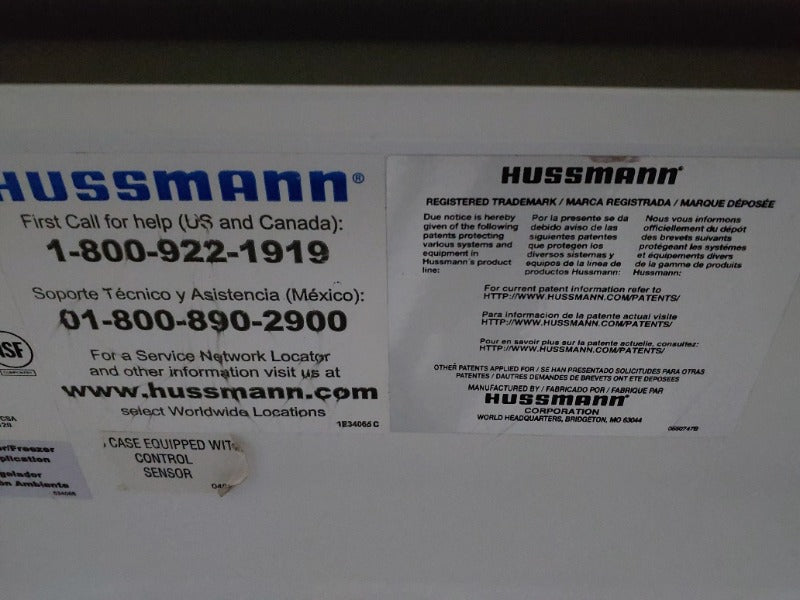 HUSSMANN®
First Call for help (US and Canada):
1-800-922-1919
Soporte Técnico y Asistencia (México):
01-800-890-2900
For a Service Network Locator
and other information visit us at
www.hussmann.com
select Worldwide Locations
1E34065C
NSF
CASE EQUIPPED WITH
CONTROL
SENSOR
HUSSMANN®
REGISTERED TRADEMARK / MARCA REGISTRADA / MARQUE DÉPOSÉE
Due notice is hereby
given of the following
patents protecting
various systems and
equipment in
Hussmann's product
line:
Por la presente se da
debido aviso de las
siguientes patentes
que protegen los
diversos sistemas y
equipos de la linea de
productos Hussmann:
Nous vous informons
officiellement du dépôt
des brevets suivants
protégeant les systèmes
et équipements divers
de la gamme de produits
Hussmann:
For current patent information refer to
HTTP://WWW.HUSSMANN.COM/PATENTS/
Para informacion de la patente actual visite
HTTP://WWW.HUSSMANN.COM/PATENTS/
Pour en savoir plus sur la patente actuelle, consultez:
HTTP://WWW.HUSSMANN.COM/PATENTS/
OTHER PATENTS APPLIED FOR / SE HAN PRESENTADO SOLICITUDES PARA OTRAS
PATENTES / DAUTRES DEMANDES DE BREVETS ONT ETE DEPOSEES
MANUFACTURED BY / FABRICADO POR / FABRIQUE PAR
HUSSMANN®
CORPORATION
WORLD HEADQUARTERS, BRIDGETON, MO 63044